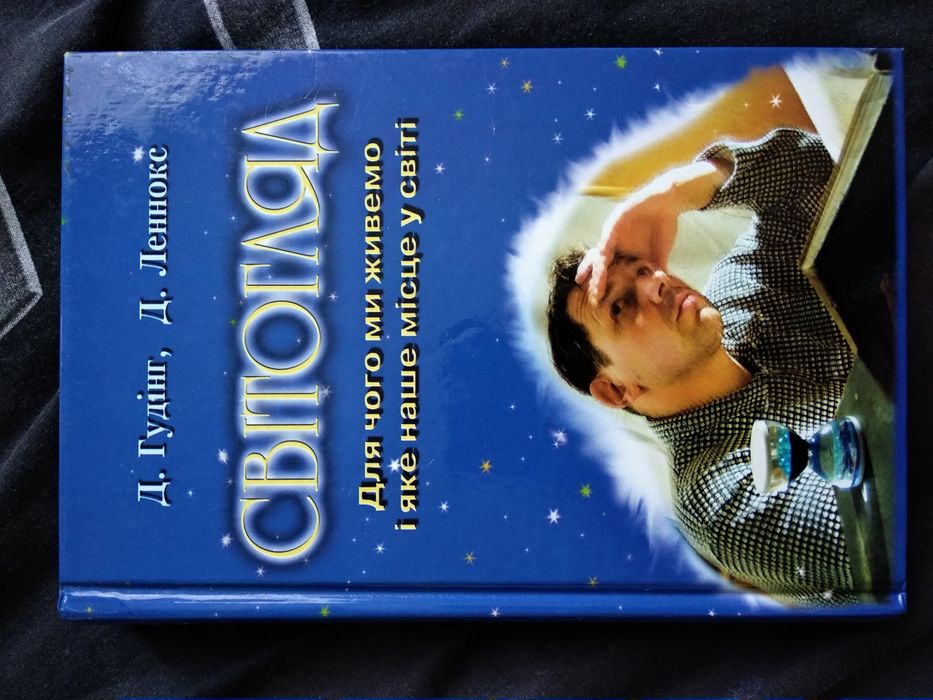 Д. Гудінг, Д. Леннокс
СВІТОГЛЯД
Для чого ми живемо
і яке наше місце у світі